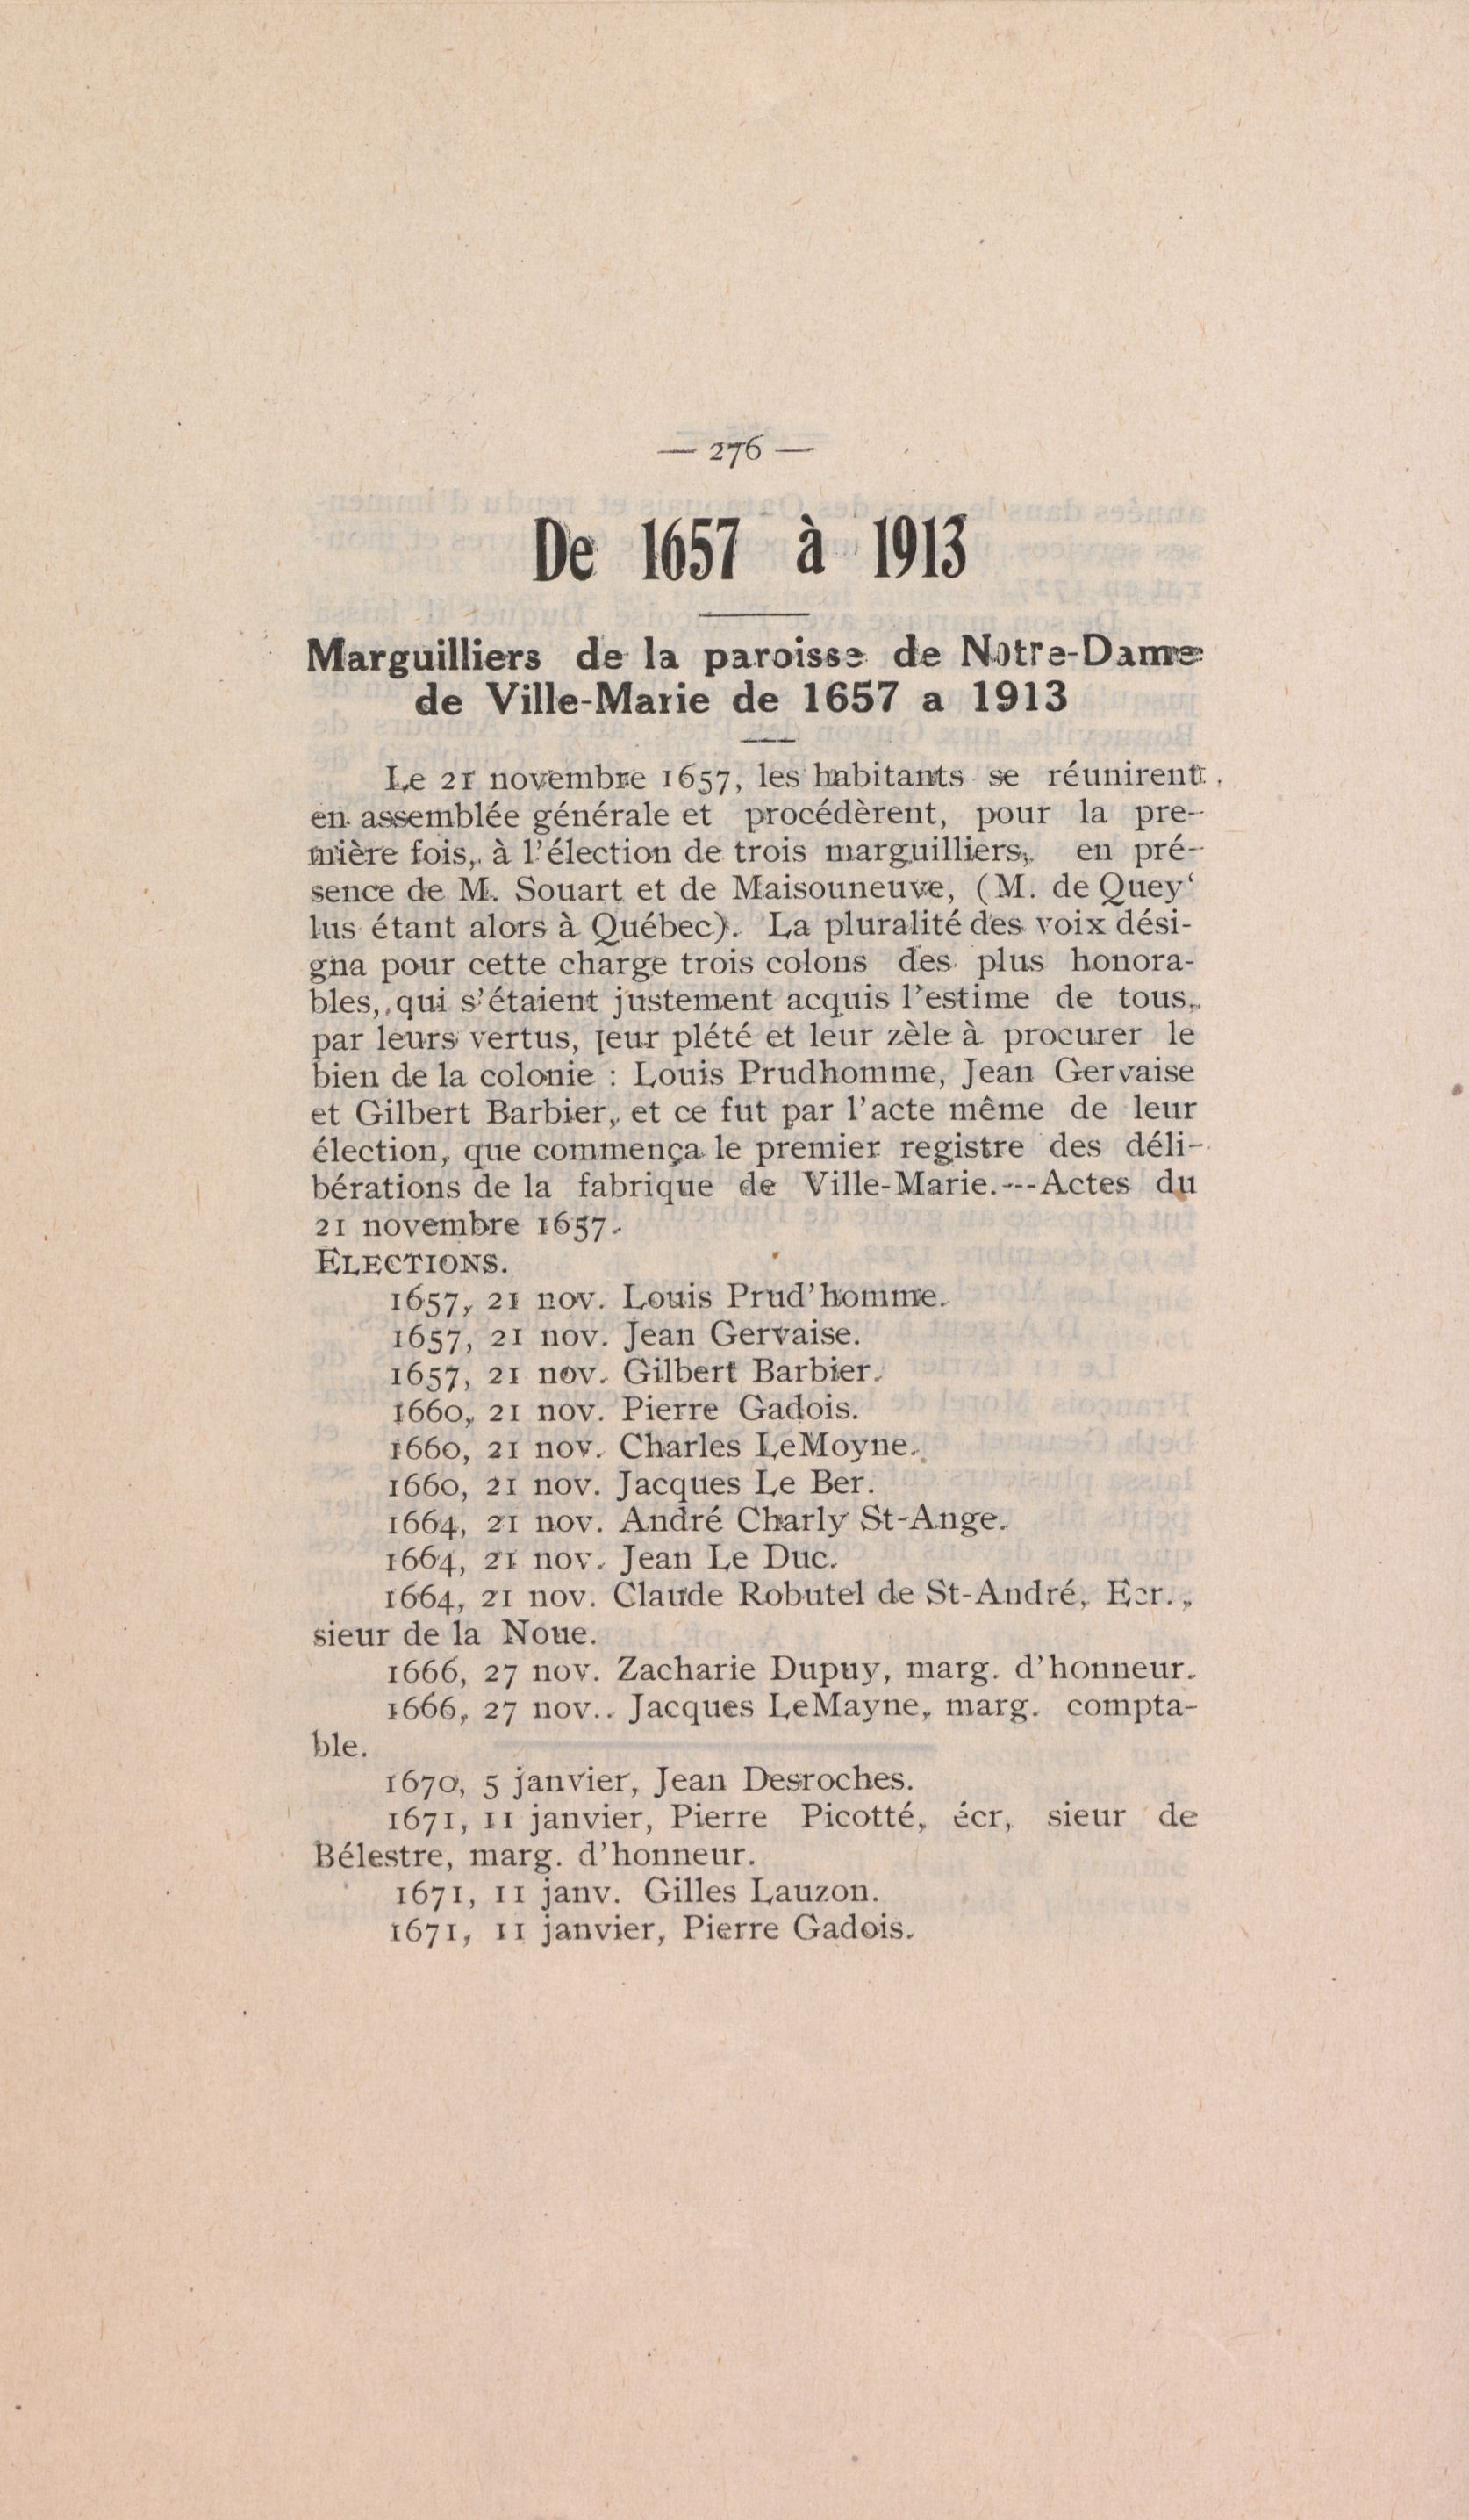 — 276 —
De 1657 à 1913
Marguilliers de la paroisse de Notre-Dame
de Ville-Marie de 1657 a 1913
Le 21 novembre 1657, les habitants se réunirent
en assemblée générale et procédèrent, pour la pre-
mière fois, à l'élection de trois marguilliers, en pré-
sence de M. Souart et de Maisouneuve, (M. de Quey‘
lus étant alors à Québec). La pluralité des voix dési-
gna pour cette charge trois colons des plus honora-
bles, qui s'étaient justement acquis l'estime de tous,
par leurs vertus, leur plété et leur zèle à procurer le
bien de la colonie : Louis Prudhomme, Jean Gervaise
et Gilbert Barbier, et ce fut par l'acte même de leur
élection, que commença le premier registre des déli-
bérations de la fabrique de Ville-Marie.---Actes du
21 novembre 1657.
ÉLECTIONS.
1657, 21 nov. Louis Prud'homme.
1657, 21 nov. Jean Gervaise.
1657, 21 nov. Gilbert Barbier.
1660, 21 nov. Pierre Gadois.
1660, 21 nov. Charles LeMoyne.
1660, 21 nov. Jacques Le Ber.
1664, 21 nov. André Charly St-Ange.
1664, 21 nov. Jean Le Duc.
1664, 21 nov. Claude Robutel de St-André, Ecr.,
sieur de la Noue.
1666, 27 nov. Zacharie Dupuy, marg. d'honneur.
1666, 27 nov.. Jacques LeMayne, marg. compta-
ble.
1670, 5 janvier, Jean Desroches.
1671, 11 janvier, Pierre Picotté, écr, sieur de
Bélestre, marg. d'honneur.
1671, 11 janv. Gilles Lauzon.
1671, 11 janvier, Pierre Gadois.